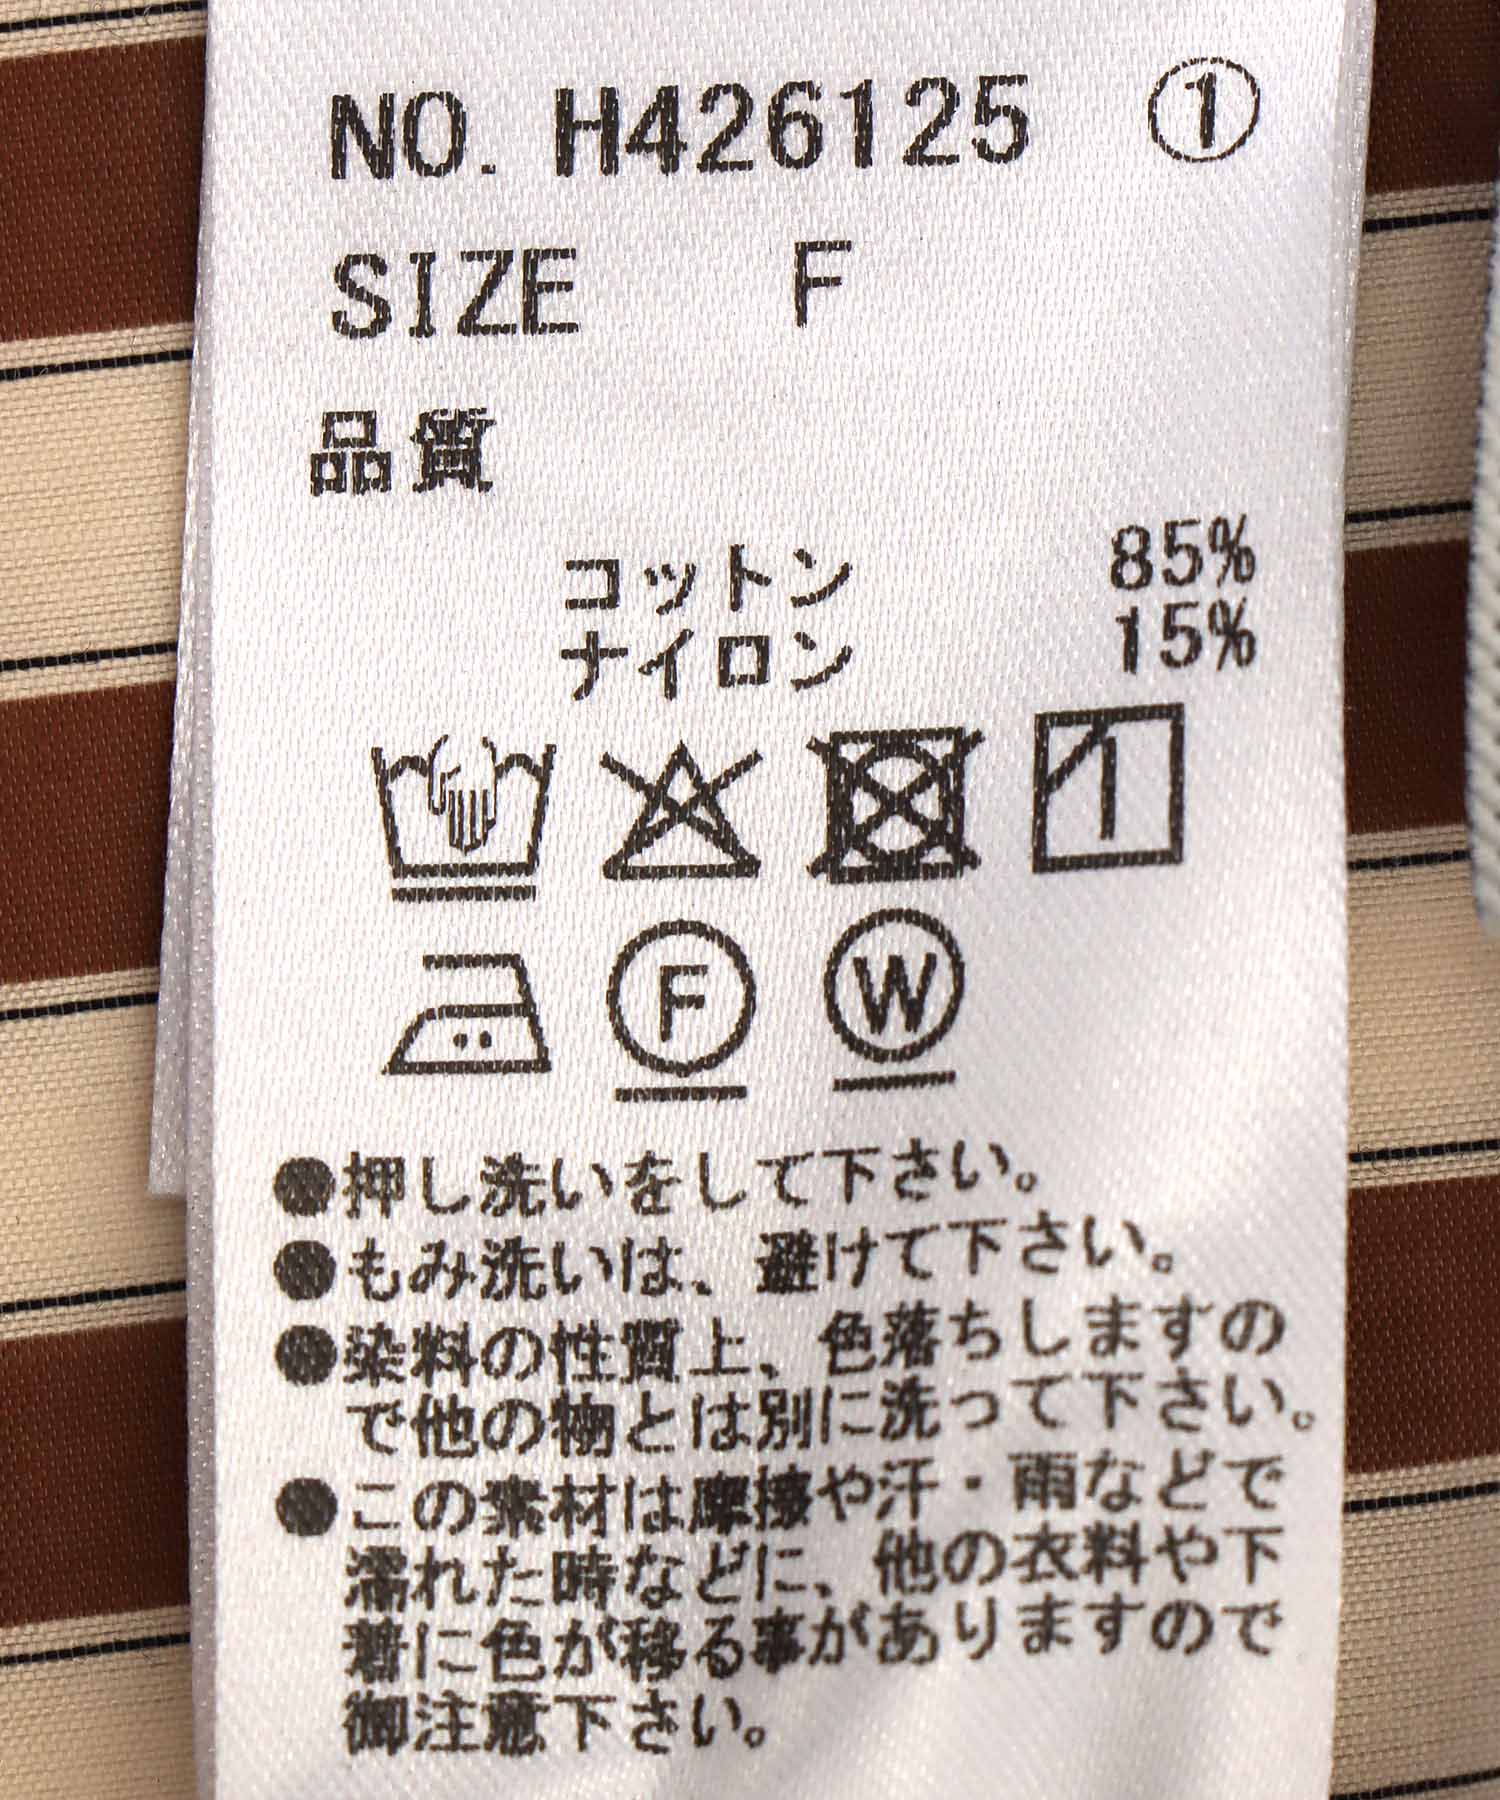 NO. H426125 ①
SIZE F
品質
コットン 85%
ナイロン 15%
F W
●押し洗いをして下さい。
●もみ洗いは、避けて下さい。
●染料の性質上、色落ちしますの
で他の物とは別に洗って下さい。
●この素材は摩擦や汗・雨などで
濡れた時などに、他の衣料や下
着に色が移る事がありますので
御注意下さい。